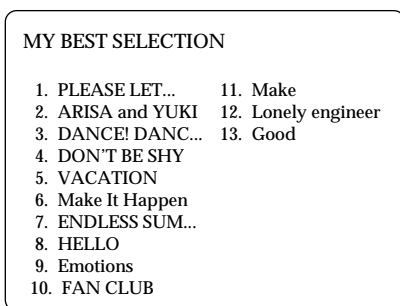 MY BEST SELECTION
1. PLEASE LET...
2. ARISA and YUKI
3. DANCE! DANC...
4. DON'T BE SHY
5. VACATION
6. Make It Happen
7. ENDLESS SUM...
8. HELLO
9. Emotions
10. FAN CLUB
11. Make
12. Lonely engineer
13. Good